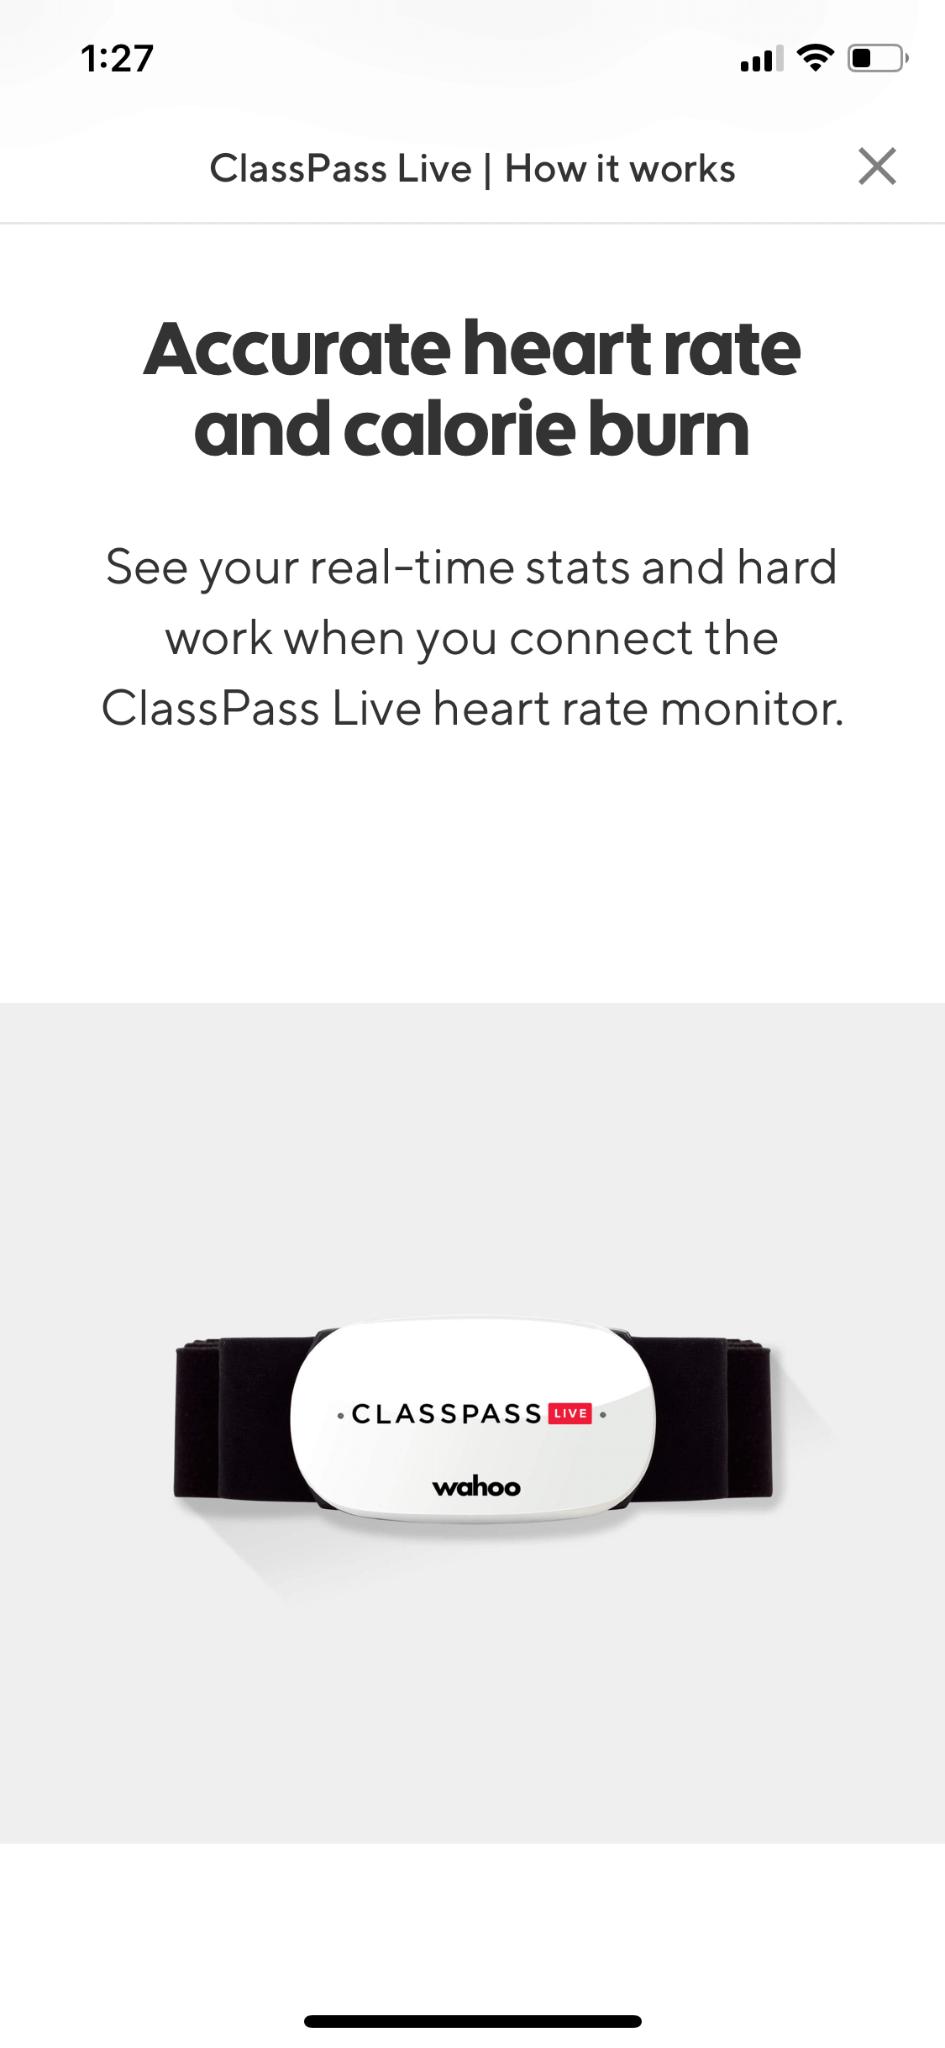 1:27
ClassPass Live | How it works
Accurate heart rate
and calorie burn
See your real-time stats and hard
work when you connect the
ClassPass Live heart rate monitor.
CLASSPASS LIVE
wahoo